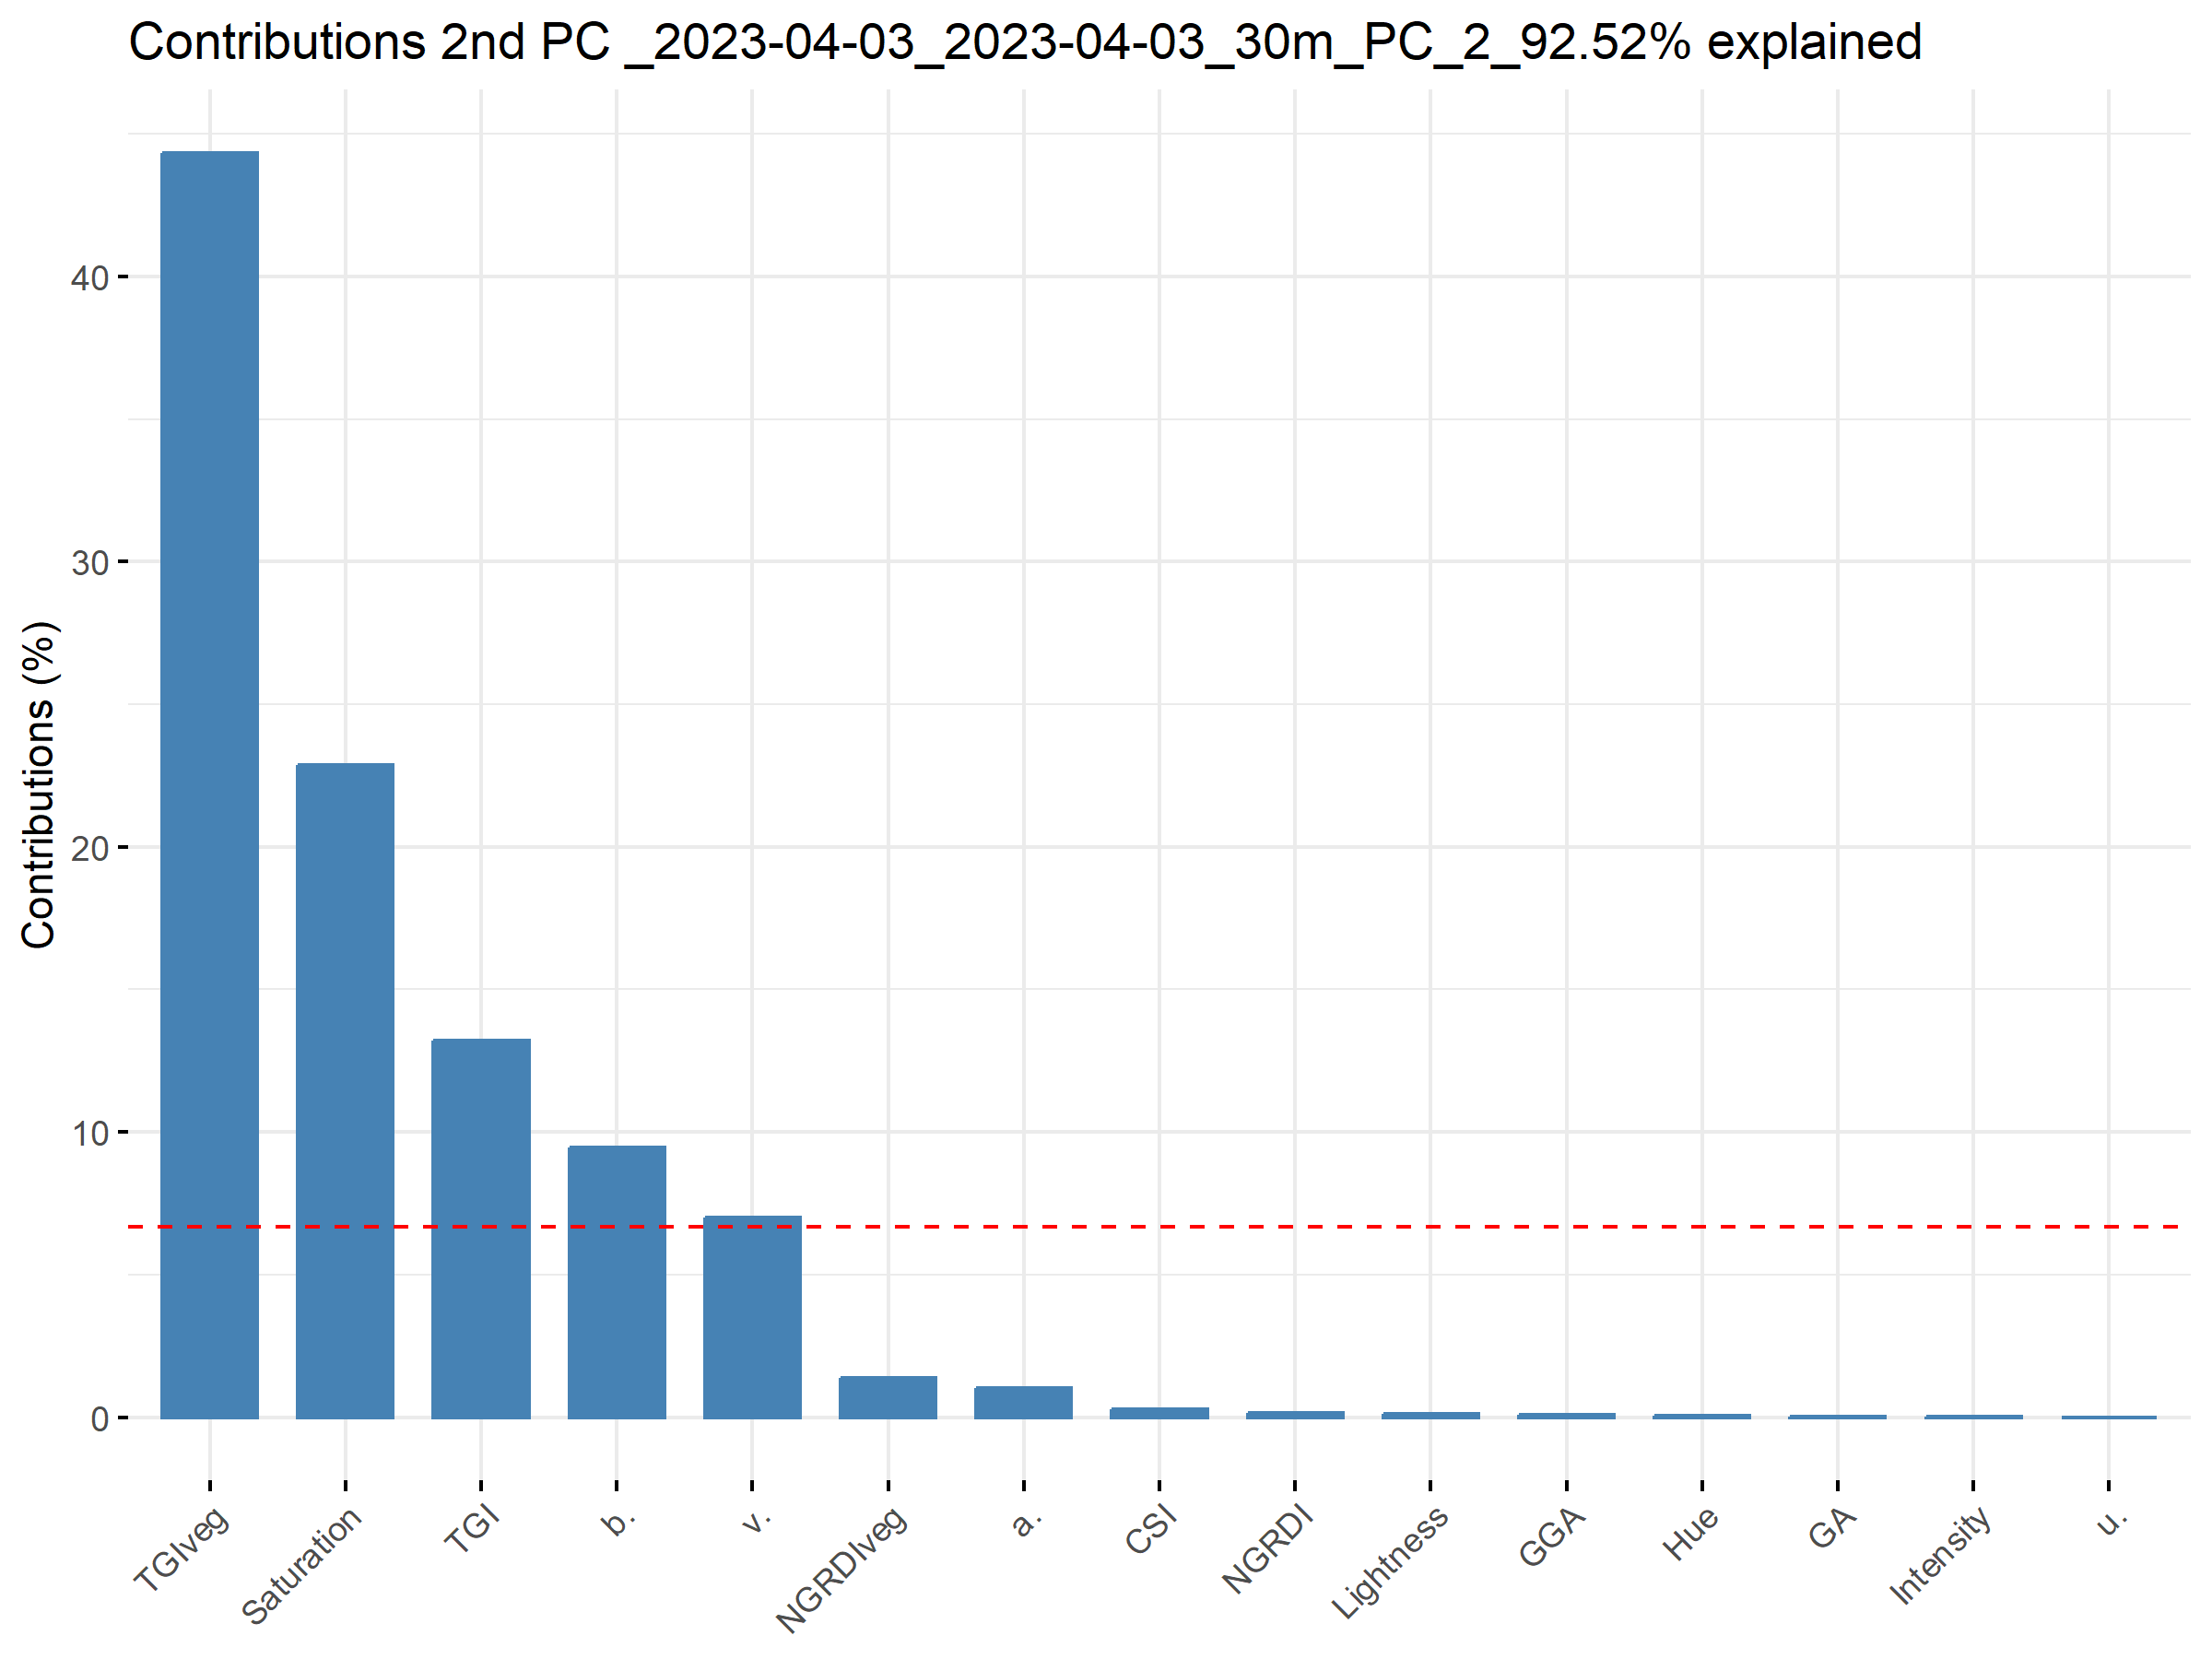 Contributions 2nd PC _2023-04-03_2023-04-03_30m_PC_2_92.52% explained
Contributions (%)
40
30
20
10
0
TGIveg
Saturation
TGI
b.
v.
NGRDIveg
a.
CSI
NGRDI
Lightness
GGA
Hue
GA
Intensity
u.